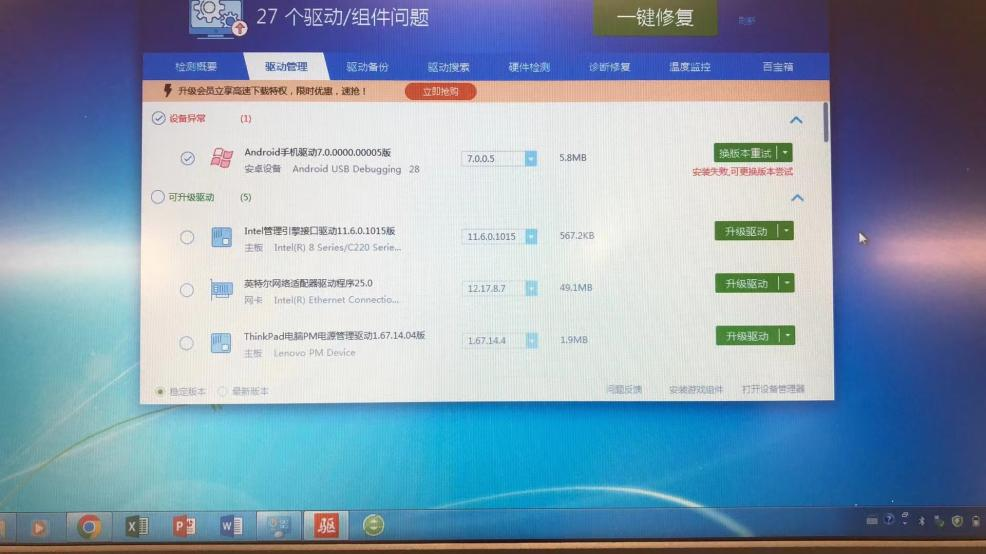 27 个驱动/组件问题
一键修复
刷新
检测概要 驱动管理 驱动备份 驱动搜索 硬件检测 诊断修复 温度监控 百宝箱
升级会员立享高速下载特权，限时优惠，速抢！ 立即抢购
设备异常 (1)
Android手机驱动7.0.0000.00005版
安卓设备 Android USB Debugging 28
7.0.0.5
5.8MB
换版本重试
安装失败,可更换版本尝试
可升级驱动 (5)
Intel管理引擎接口驱动11.6.0.1015版
主板 Intel(R) 8 Series/C220 Serie...
11.6.0.1015
567.2KB
升级驱动
英特尔网络适配器驱动程序25.0
网卡 Intel(R) Ethernet Connectio...
12.17.8.7
49.1MB
升级驱动
ThinkPad电脑PM电源管理驱动1.67.14.04版
主板 Lenovo PM Device
1.67.14.4
1.9MB
升级驱动
稳定版本 最新版本
问题反馈 安装游戏组件 打开设备管理器
驱